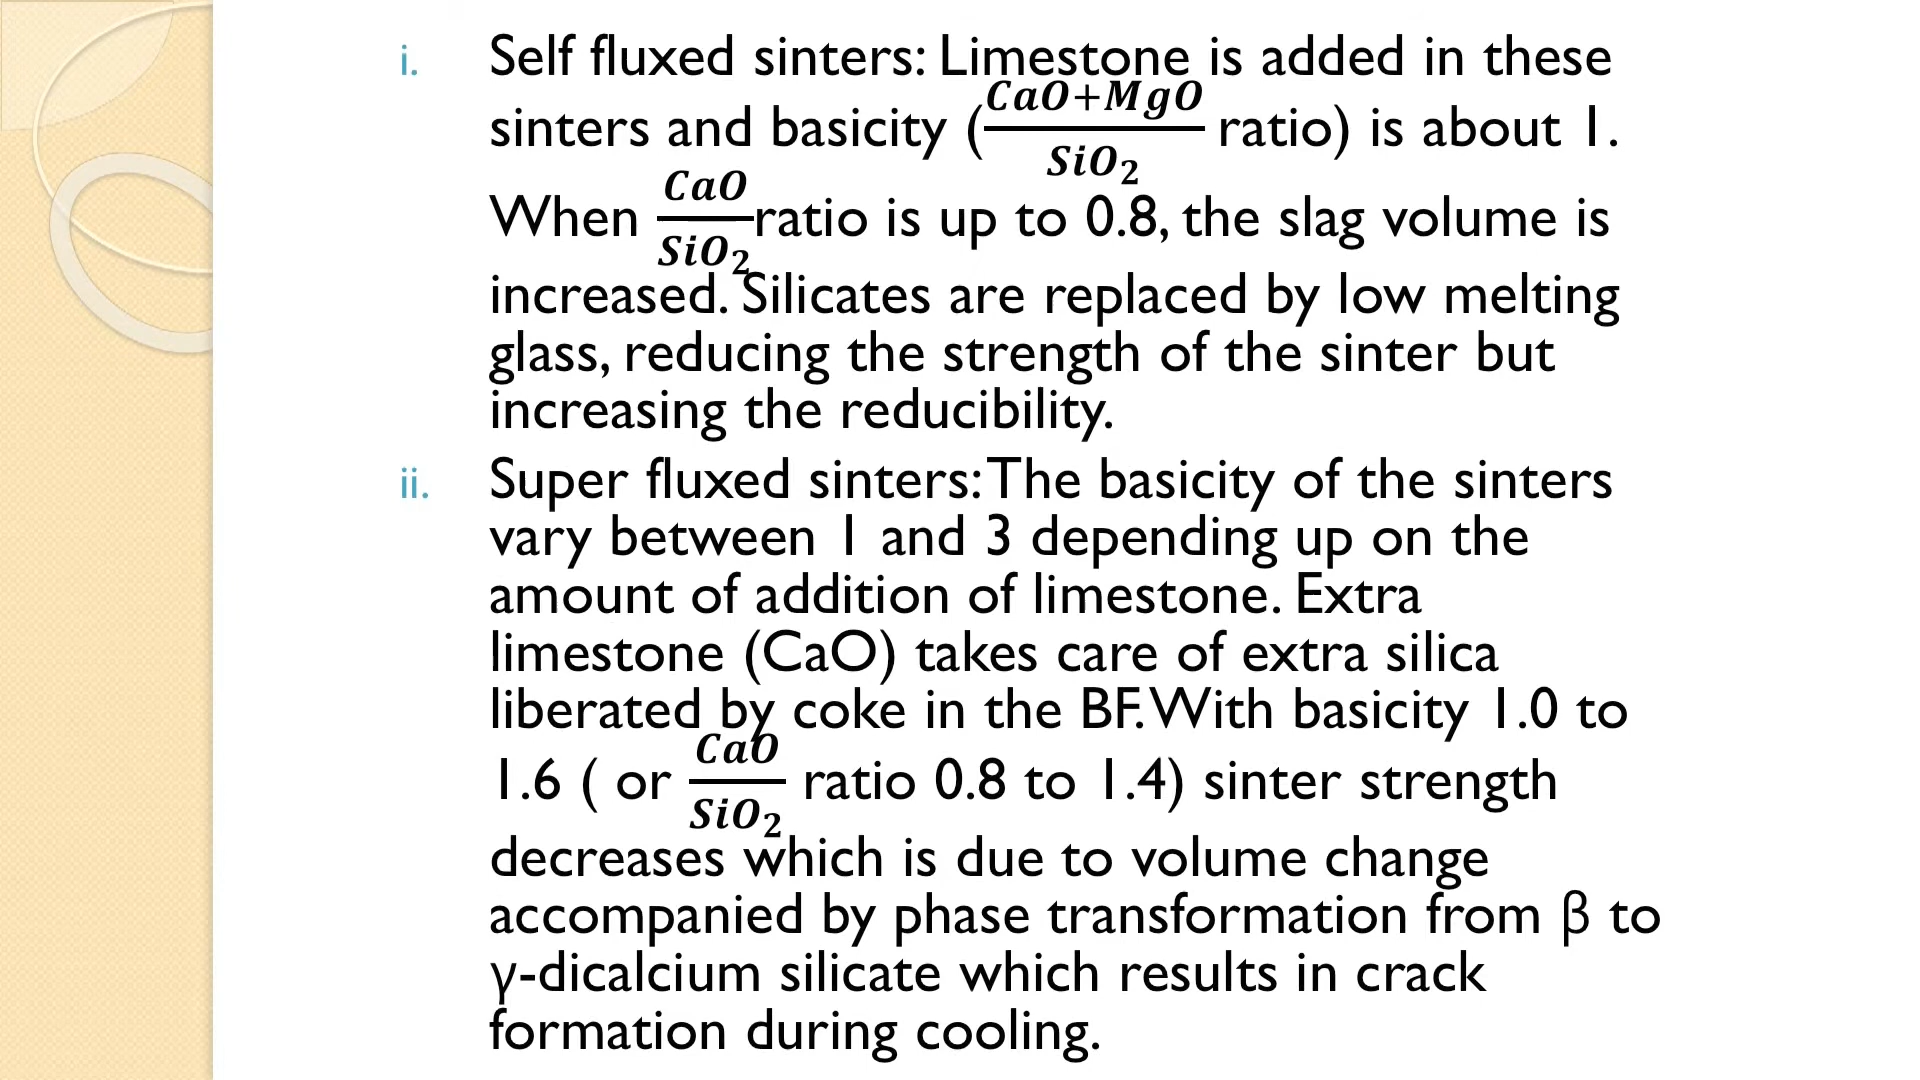 i. Self fluxed sinters: Limestone is added in these
sinters and basicity (\frac{CaO+MgO}{SiO_2} ratio) is about 1.
When \frac{CaO}{SiO_2} ratio is up to 0.8, the slag volume is
increased. Silicates are replaced by low melting
glass, reducing the strength of the sinter but
increasing the reducibility.
ii. Super fluxed sinters: The basicity of the sinters
vary between 1 and 3 depending up on the
amount of addition of limestone. Extra
limestone (CaO) takes care of extra silica
liberated by coke in the BF. With basicity 1.0 to
1.6 ( or \frac{CaO}{SiO_2} ratio 0.8 to 1.4) sinter strength
decreases which is due to volume change
accompanied by phase transformation from β to
γ-dicalcium silicate which results in crack
formation during cooling.